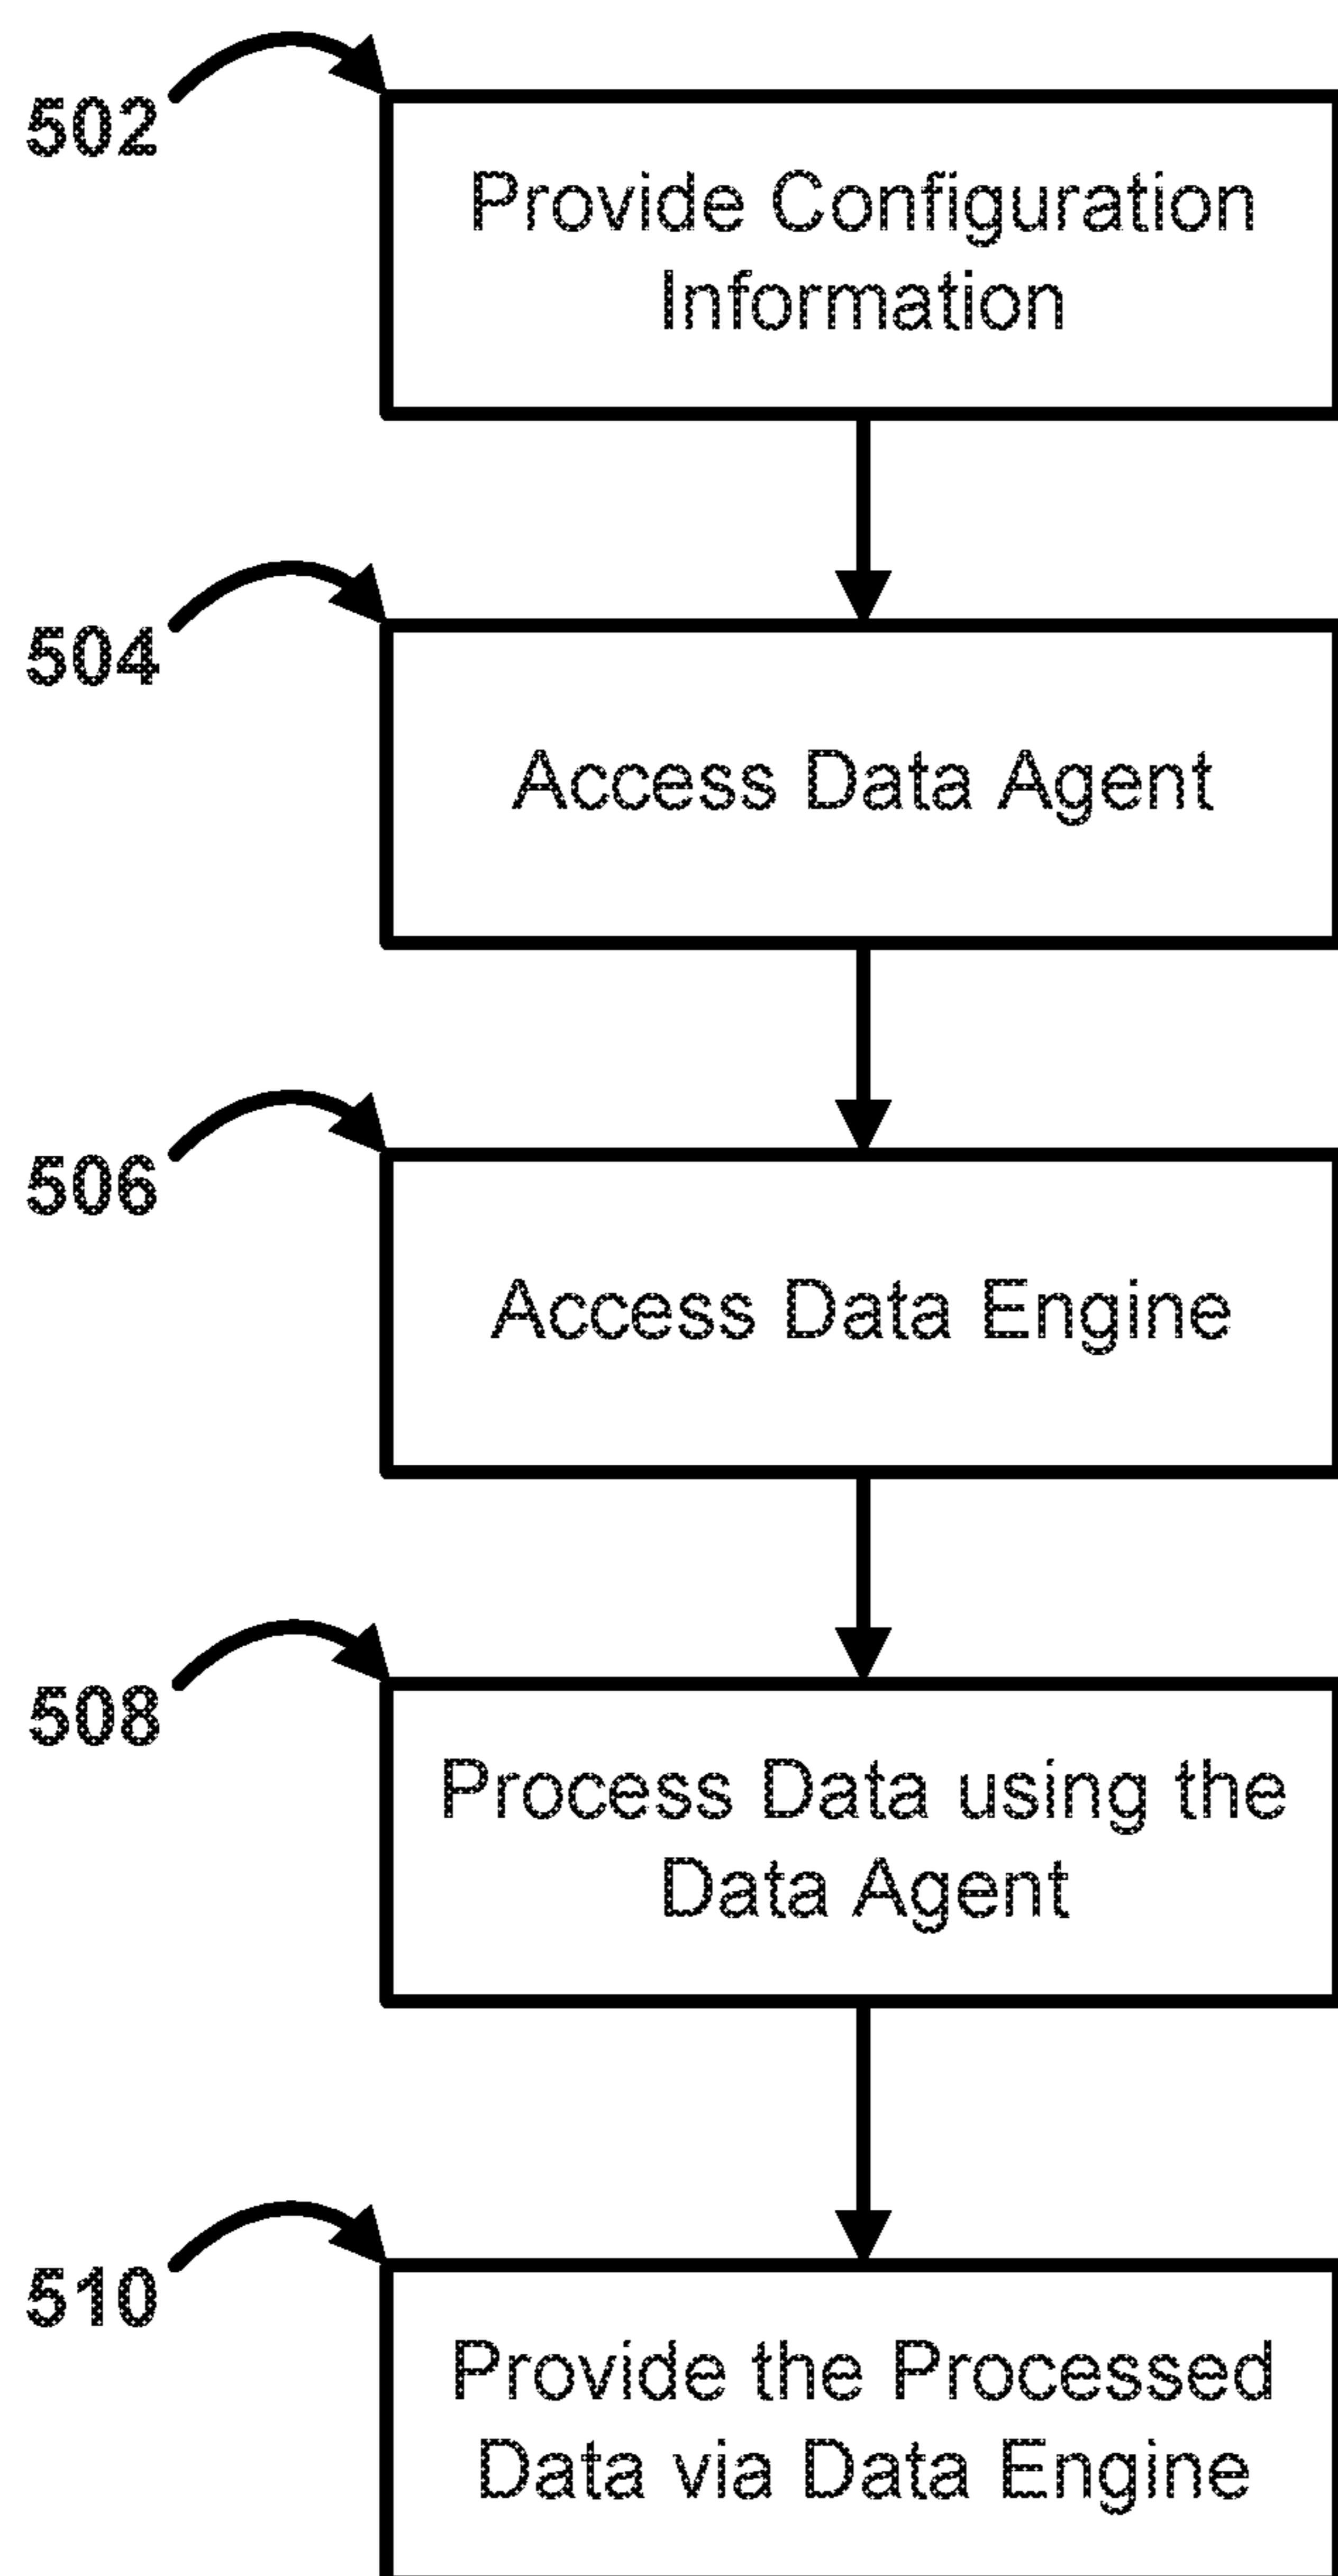 502
Provide Configuration
Information
504
Access Data Agent
506
Access Data Engine
508
Process Data using the
Data Agent
510
Provide the Processed
Data via Data Engine